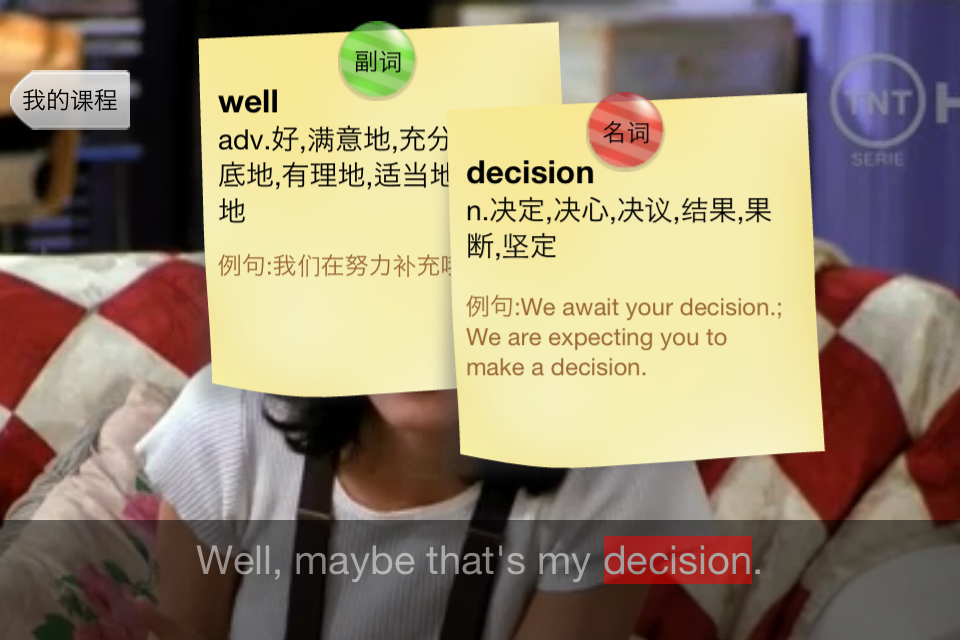 我的课程
副词
well
adv.好,满意地,充分
底地,有理地,适当地
地
例句:我们在努力补充
名词
decision
n.决定,决心,决议,结果,果
断,坚定
例句:We await your decision.;
We are expecting you to
make a decision.
TNT
SERIE
H
Well, maybe that's my decision.